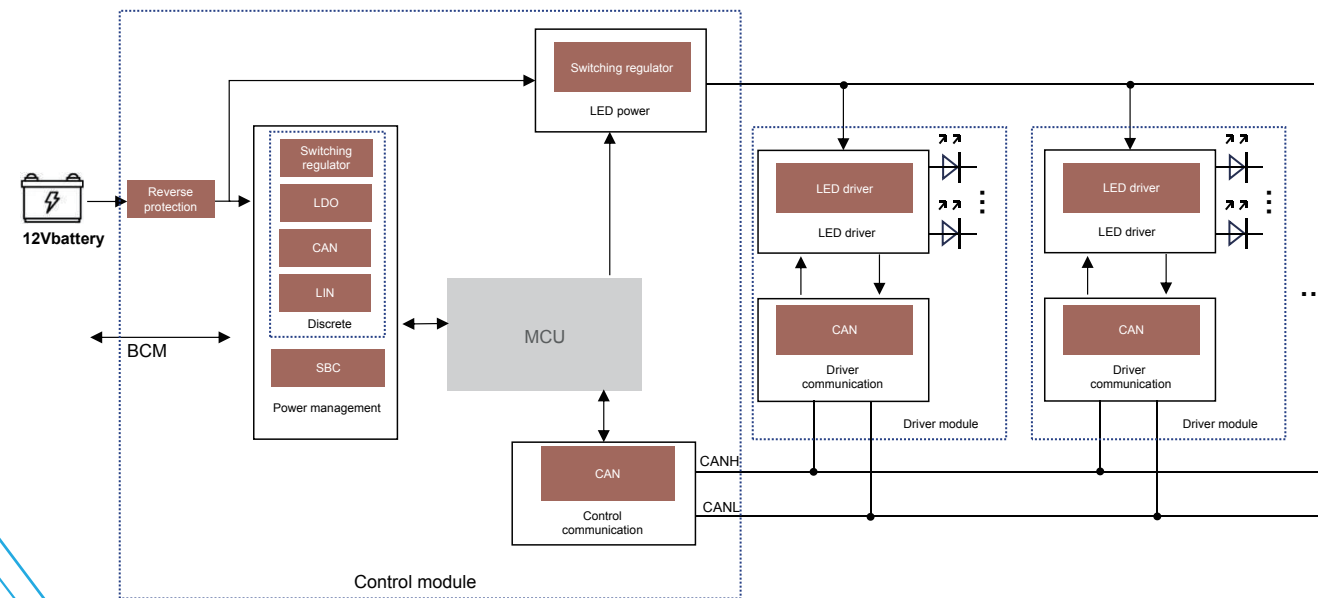 Switching regulator
LED power
Switching
regulator
LDO
CAN
LIN
Discrete
SBC
Power management
Reverse
protection
12Vbattery
BCM
MCU
CAN
Control
communication
CANH
CANL
Control module
LED driver
LED driver
CAN
Driver
communication
Driver module
LED driver
LED driver
CAN
Driver
communication
Driver module